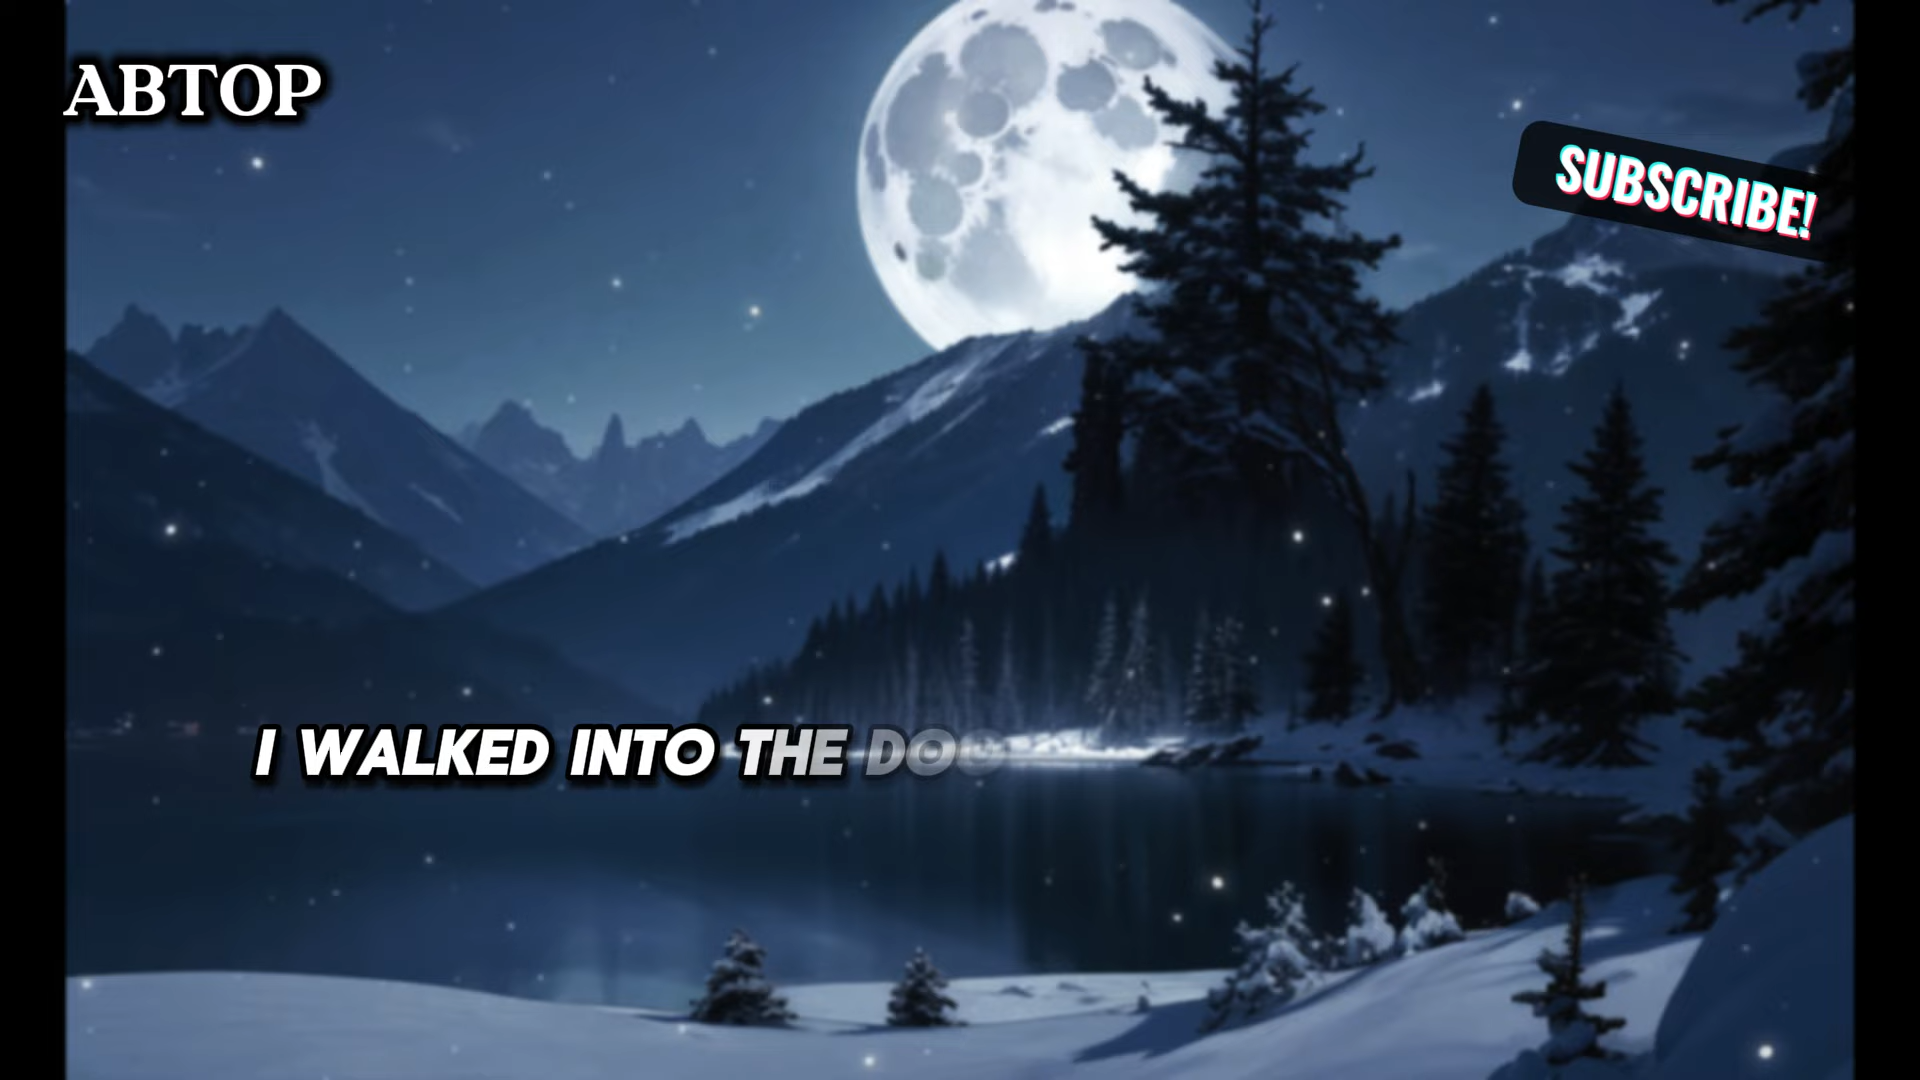 АВТОР
SUBSCRIBE!
I WALKED INTO THE